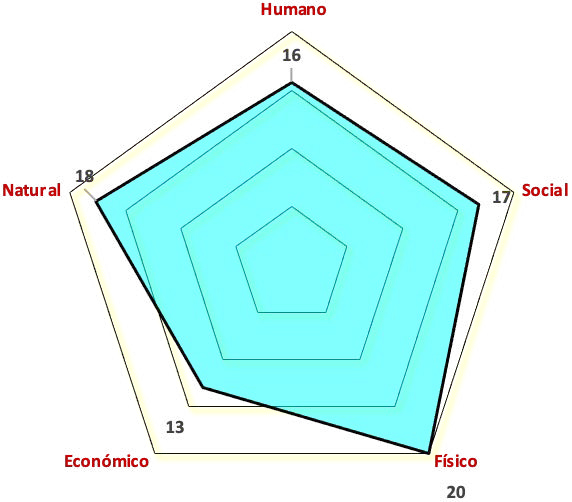 Humano
16
18
Natural
17
Social
13
Económico
Físico
20